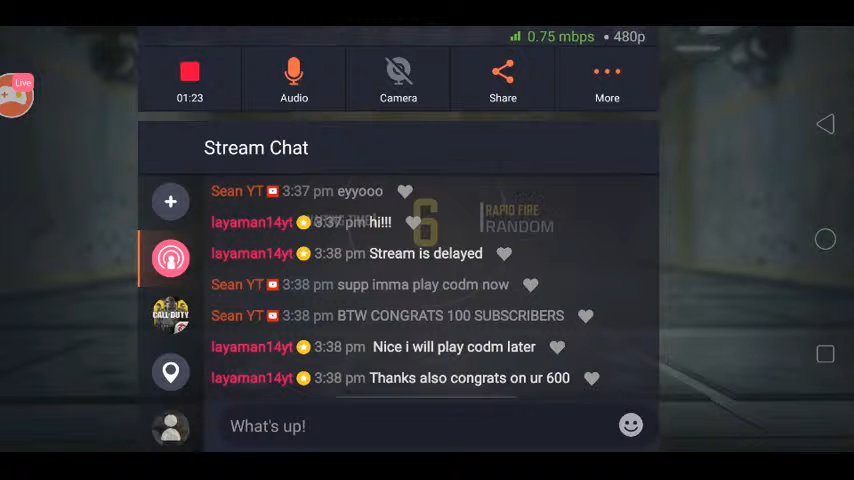 0.75 mbps • 480p
Live
01:23
Audio
Camera
Share
More
Stream Chat
Sean YT 3:37 pm eyyooo
6
RAPID FIRE
RANDOM
layaman14yt 3:37 pm hi!!!
layaman14yt 3:38 pm Stream is delayed
Sean YT 3:38 pm supp imma play codm now
CALL OF DUTY
Sean YT 3:38 pm BTW CONGRATS 100 SUBSCRIBERS
layaman14yt 3:38 pm Nice i will play codm later
layaman14yt 3:38 pm Thanks also congrats on ur 600
What's up!